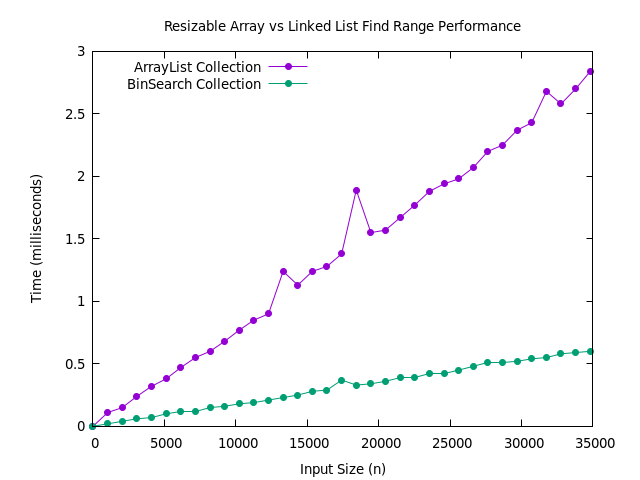 Resizable Array vs Linked List Find Range Performance
3
2.5
2
1.5
1
0.5
0
Time (milliseconds)
ArrayList Collection
BinSearch Collection
0 5000 10000 15000 20000 25000 30000 35000
Input Size (n)